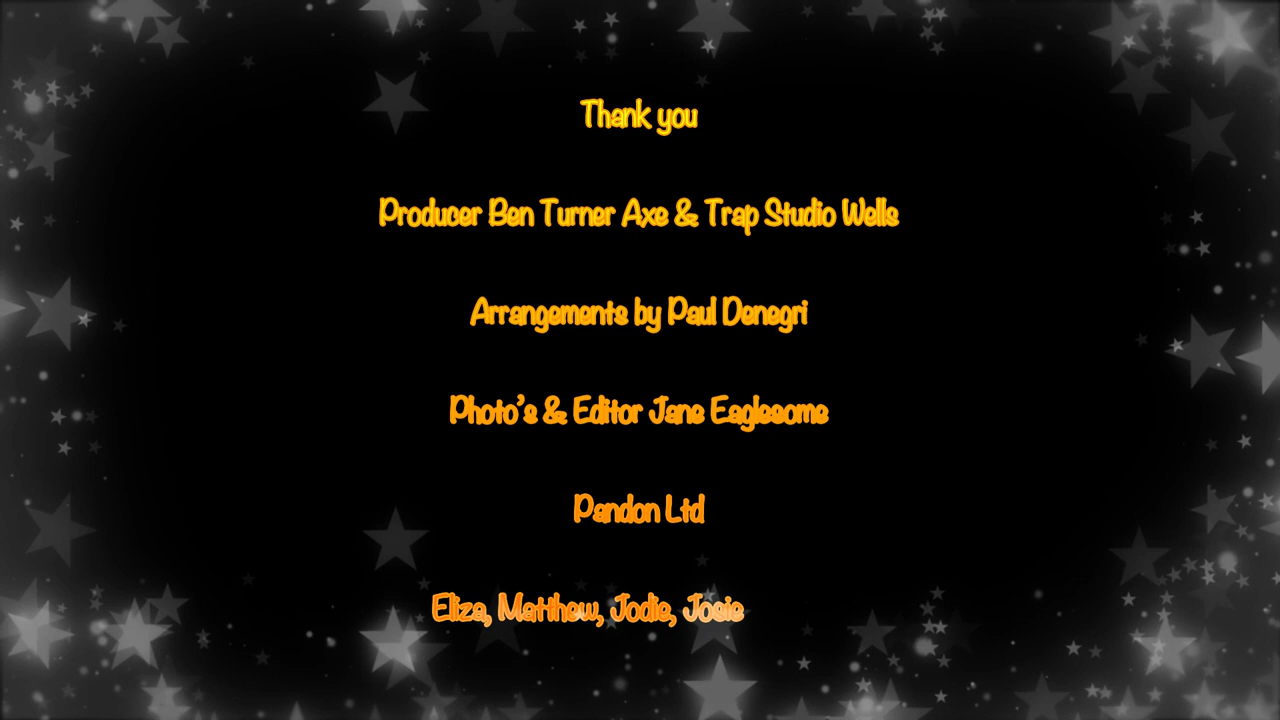 Thank you
Producer Ben Turner Axe & Trap Studio Wells
Arrangements by Paul Denegri
Photo's & Editor Jane Eaglesome
Pandon Ltd
Eliza, Matthew, Jodie, Josie